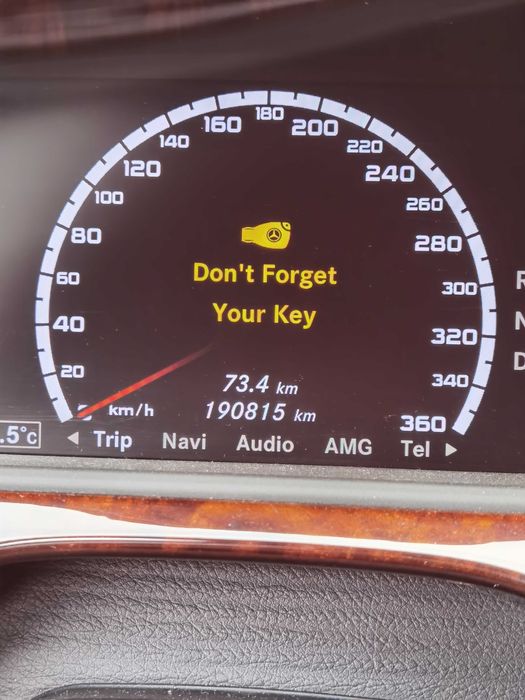 20
40
60
80
100
120
140
160
180
200
220
240
260
280
300
320
340
360
Don't Forget
Your Key
73.4 km
km/h
190815 km
.5°C
Trip Navi Audio AMG Tel
R
N
D